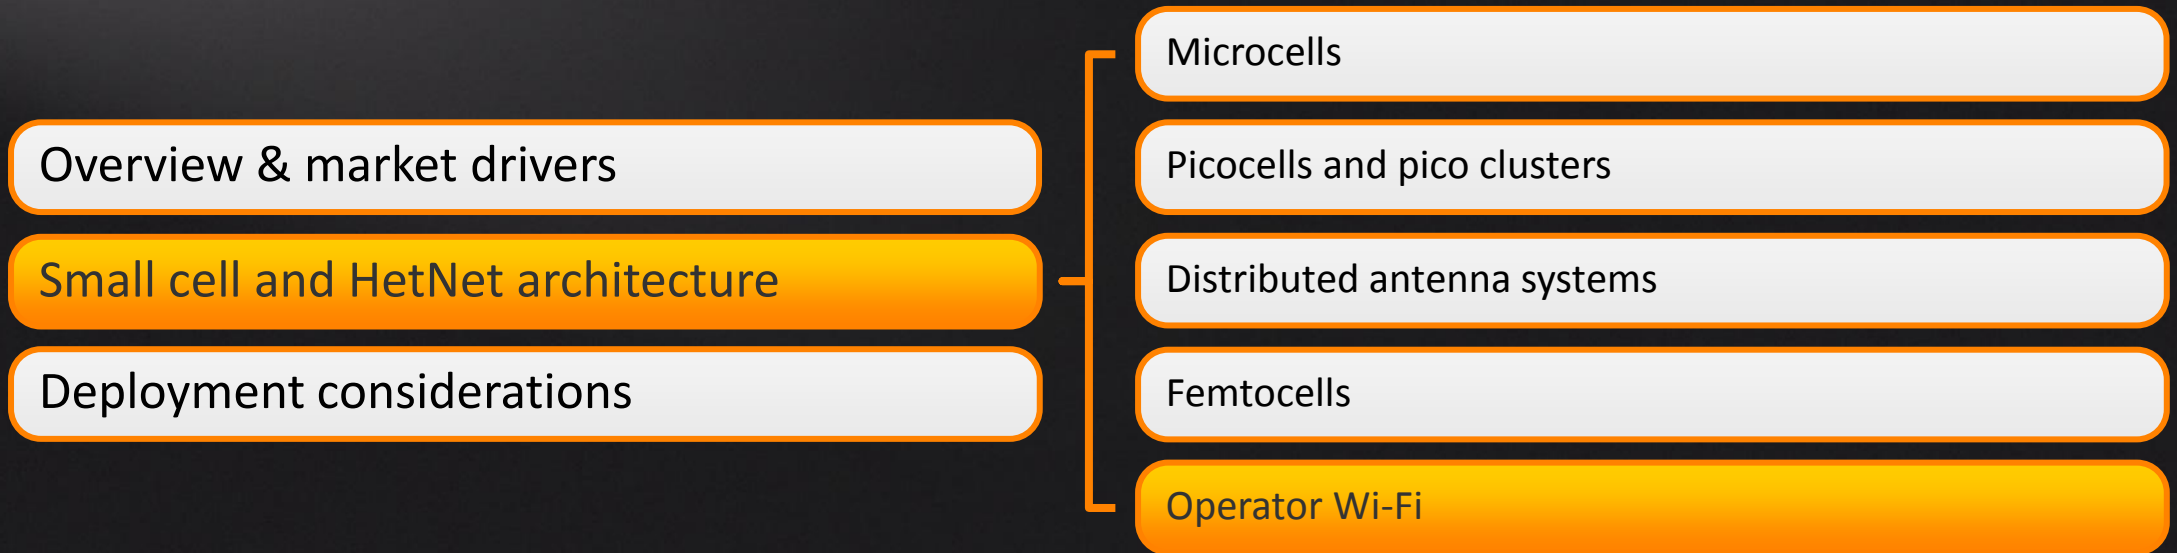 Overview & market drivers
Small cell and HetNet architecture
Deployment considerations
Microcells
Picocells and pico clusters
Distributed antenna systems
Femtocells
Operator Wi-Fi